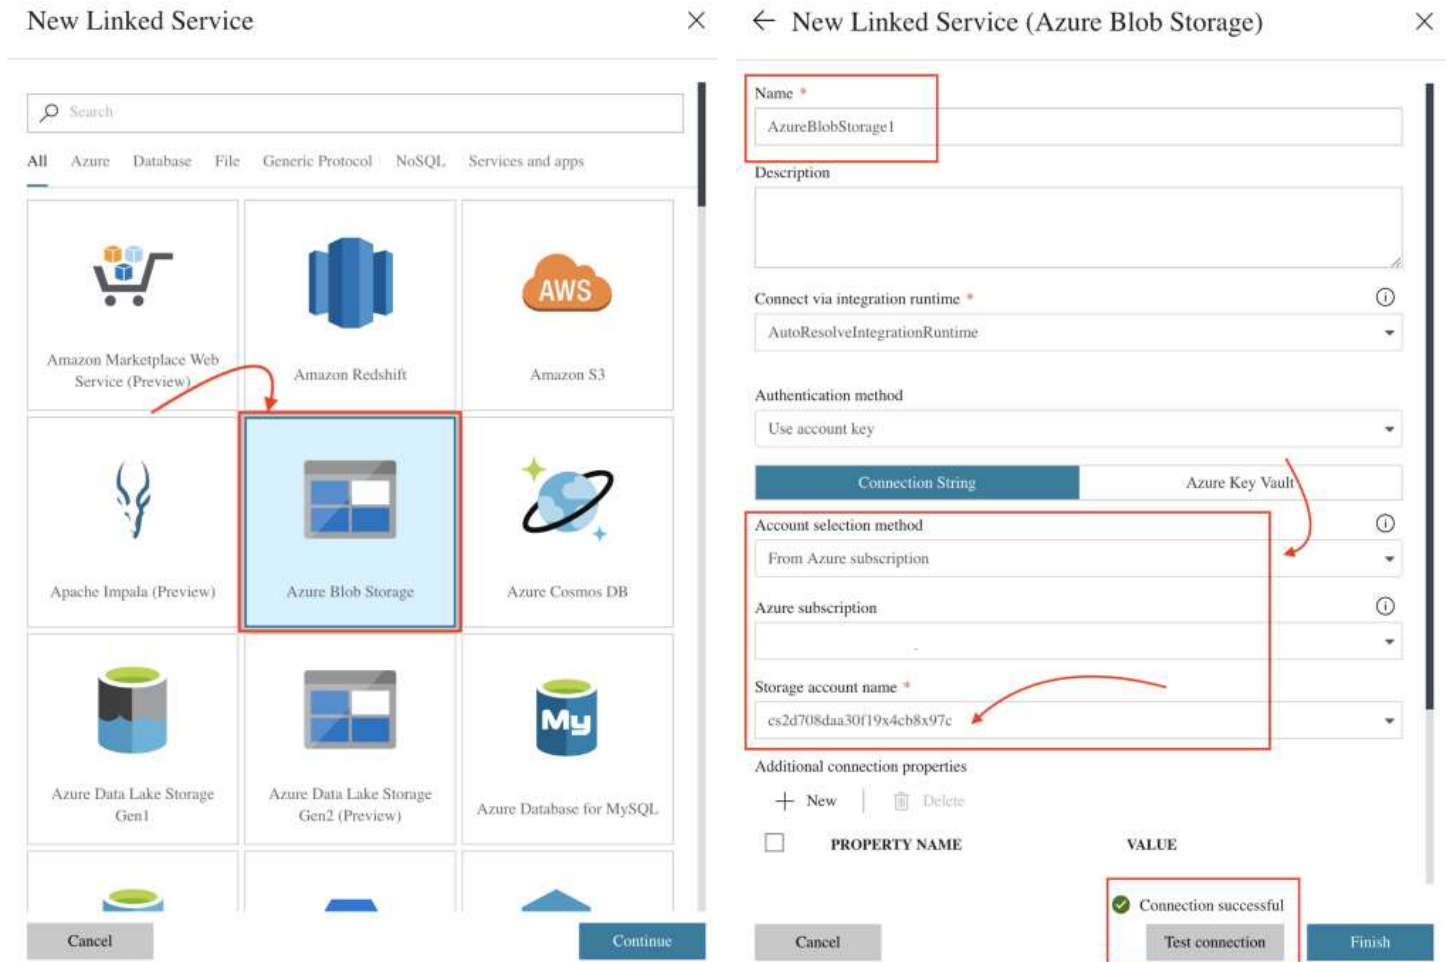 New Linked Service
Search
All Azure Database File Generic Protocol NoSQL Services and apps
Amazon Marketplace Web
Service (Preview)
Amazon Redshift
AWS
Amazon S3
Apache Impala (Preview)
Azure Blob Storage
Azure Cosmos DB
Azure Data Lake Storage
Gen1
Azure Data Lake Storage
Gen2 (Preview)
My
Azure Database for MySQL
Cancel
Continue
New Linked Service (Azure Blob Storage)
Name *
AzureBlobStorage1
Description
Connect via integration runtime *
AutoResolveIntegrationRuntime
Authentication method
Use account key
Connection String
Azure Key Vault
Account selection method
From Azure subscription
Azure subscription
Storage account name *
cs2d708daa30f19x4cb8x97c
Additional connection properties
New
Delete
PROPERTY NAME VALUE
Connection successful
Cancel
Test connection
Finish